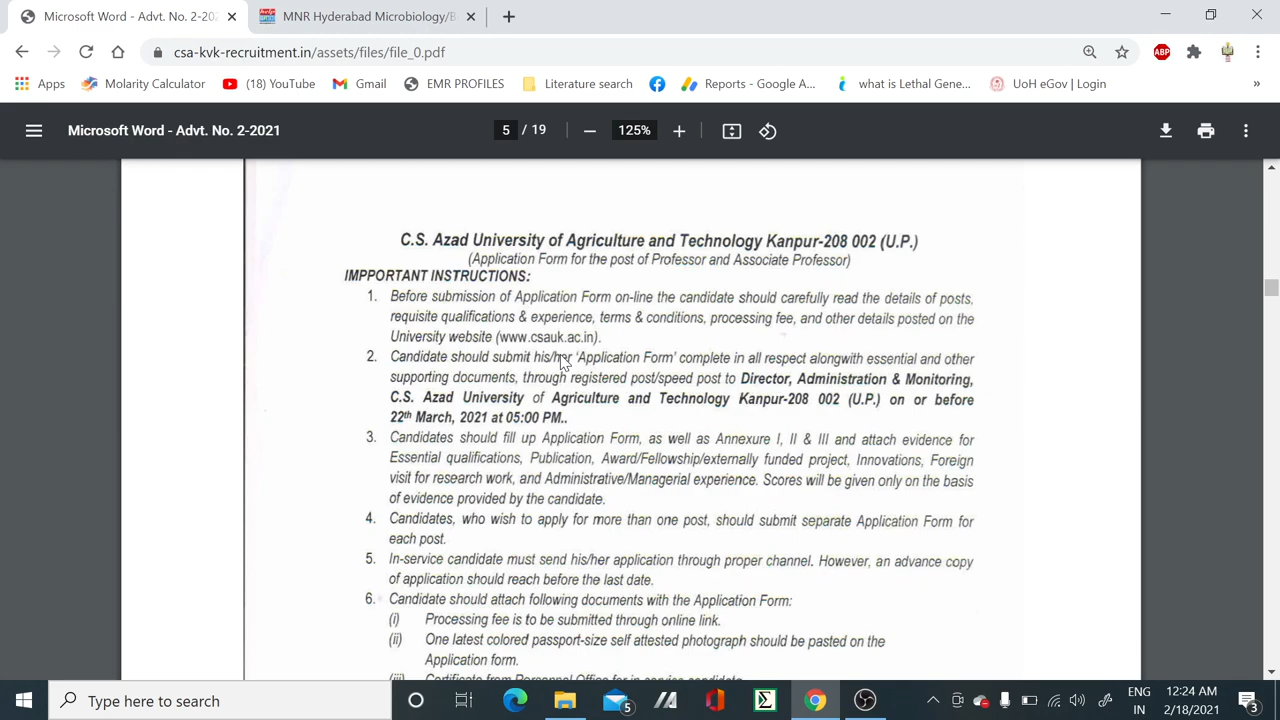 Microsoft Word - Advt. No. 2-202
MNR Hyderabad Microbiology/B
csa-kvk-recruitment.in/assets/files/file_0.pdf
ABP
Apps
Molarity Calculator
(18) YouTube
Gmail
EMR PROFILES
Literature search
Reports - Google A...
what is Lethal Gene...
UoH eGov | Login
»
Microsoft Word - Advt. No. 2-2021
5 / 19
125%
C.S. Azad University of Agriculture and Technology Kanpur-208 002 (U.P.)
(Application Form for the post of Professor and Associate Professor)
IMPPORTANT INSTRUCTIONS:
1. Before submission of Application Form on-line the candidate should carefully read the details of posts,
requisite qualifications & experience, terms & conditions, processing fee, and other details posted on the
University website (www.csauk.ac.in).
2. Candidate should submit his/her 'Application Form' complete in all respect alongwith essential and other
supporting documents, through registered post/speed post to Director, Administration & Monitoring,
C.S. Azad University of Agriculture and Technology Kanpur-208 002 (U.P.) on or before
22th March, 2021 at 05:00 PM..
3. Candidates should fill up Application Form, as well as Annexure I, II & III and attach evidence for
Essential qualifications, Publication, Award/Fellowship/externally funded project, Innovations, Foreign
visit for research work, and Administrative/Managerial experience. Scores will be given only on the basis
of evidence provided by the candidate.
4. Candidates, who wish to apply for more than one post, should submit separate Application Form for
each post.
5. In-service candidate must send his/her application through proper channel. However, an advance copy
of application should reach before the last date.
6. Candidate should attach following documents with the Application Form:
(i) Processing fee is to be submitted through online link.
(ii) One latest colored passport-size self attested photograph should be pasted on the
Application form.
(iii) Certificate from Personnel Office for in service candidate
Type here to search
5
ENG
IN
12:24 AM
2/18/2021
3